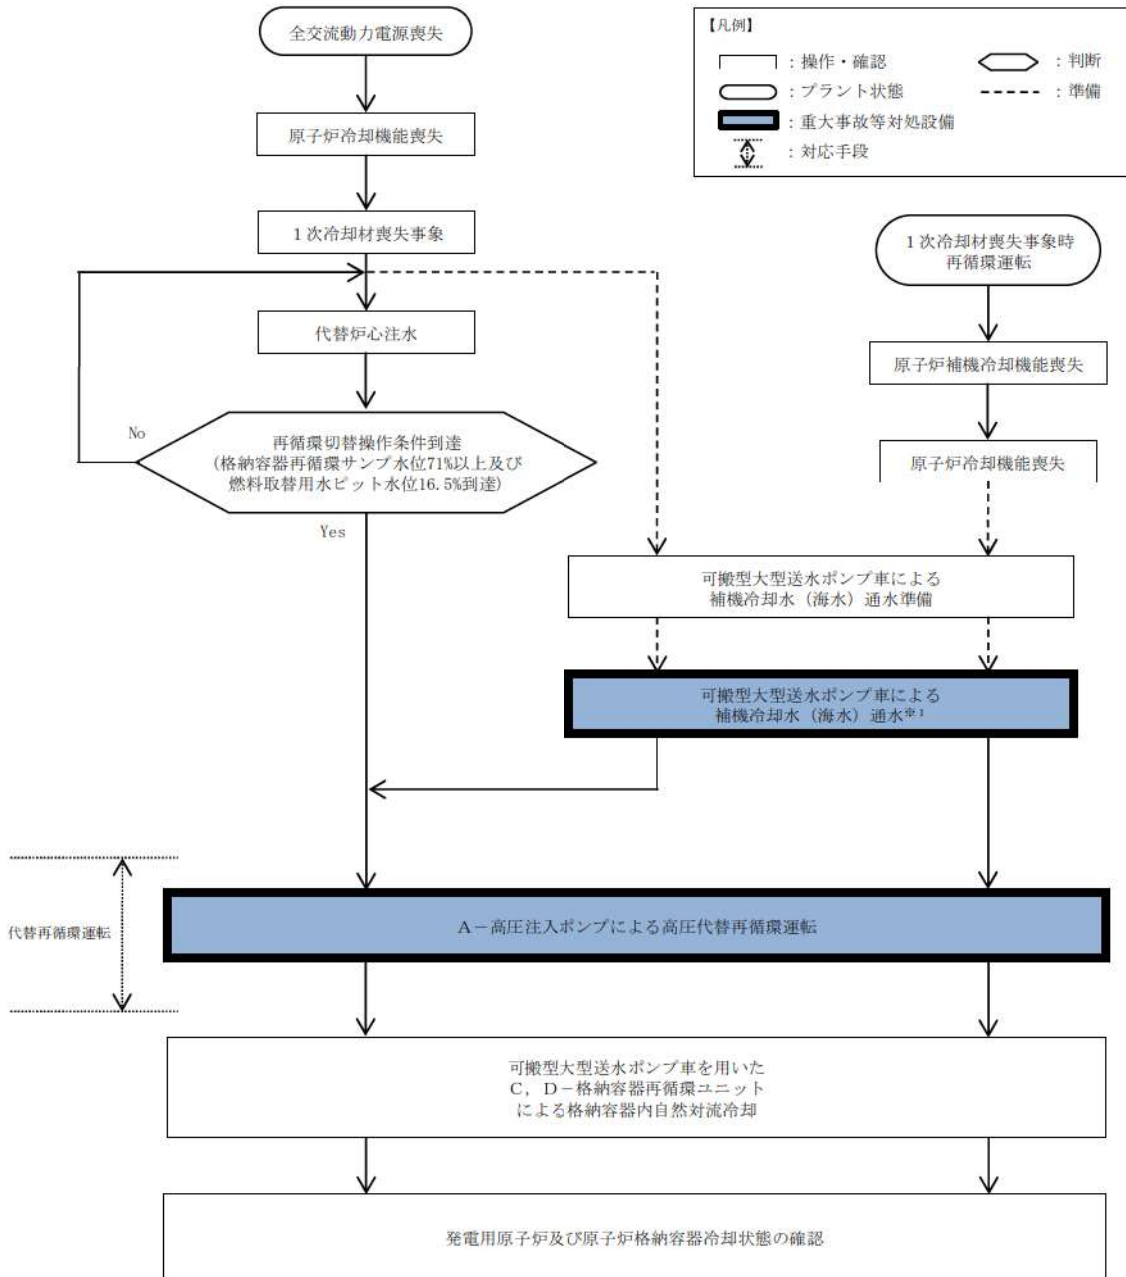 全交流動力電源喪失
【凡例】
：操作・確認
：判断
：プラント状態
：準備
：重大事故等対処設備
：対応手段
原子炉冷却機能喪失
１次冷却材喪失事象
１次冷却材喪失事象時
再循環運転
代替炉心注水
原子炉補機冷却機能喪失
No
再循環切替操作条件到達
(格納容器再循環サンプ水位71%以上及び
燃料取替用水ピット水位16.5%到達)
原子炉冷却機能喪失
Yes
可搬型大型送水ポンプ車による
補機冷却水（海水）通水準備
可搬型大型送水ポンプ車による
補機冷却水（海水）通水※1
代替再循環運転
Ａ－高圧注入ポンプによる高圧代替再循環運転
可搬型大型送水ポンプ車を用いた
Ｃ，Ｄ－格納容器再循環ユニット
による格納容器内自然対流冷却
発電用原子炉及び原子炉格納容器冷却状態の確認